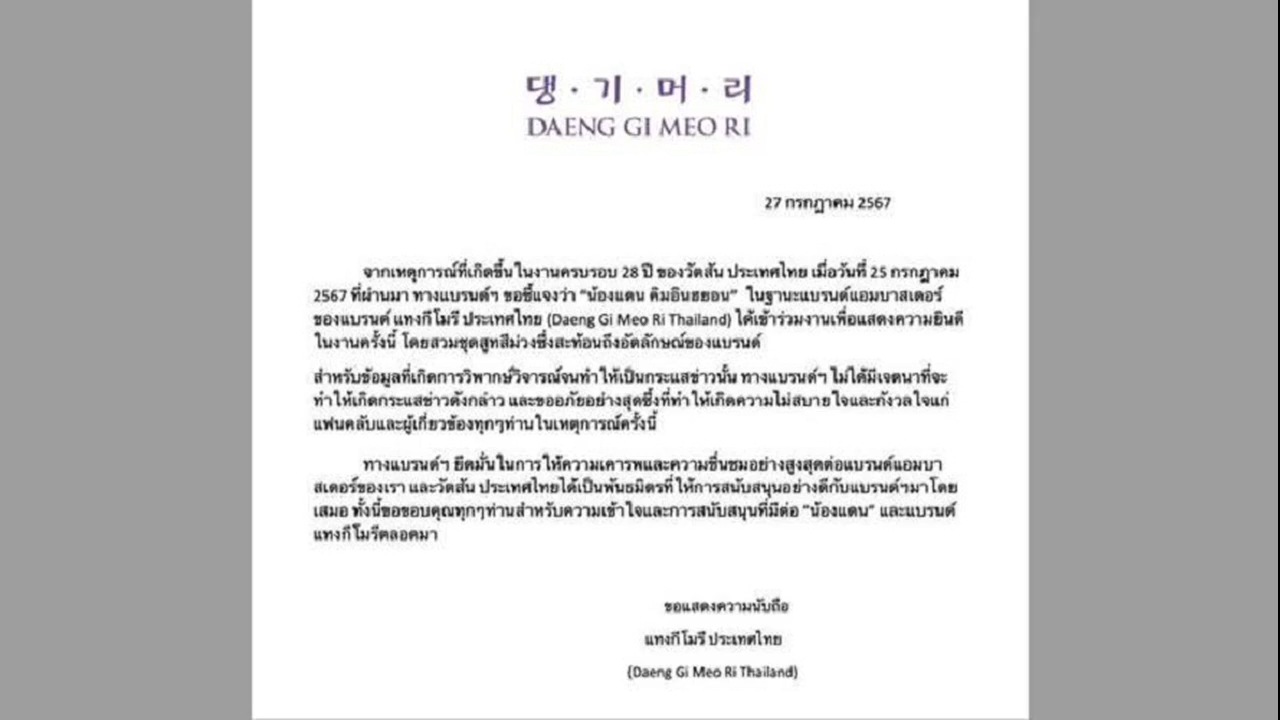 댕·기·머·리
DAENG GI MEO RI
27 กรกฎาคม 2567
จากเหตุการณ์ที่เกิดขึ้นในงานครบรอบ 28 ปี ของวัตสัน ประเทศไทย เมื่อวันที่ 25 กรกฎาคม
2567 ที่ผ่านมา ทางแบรนด์ฯ ขอชี้แจงว่า "น้องแดน คิมอินฮยอน" ในฐานะแบรนด์แอมบาสเดอร์
ของแบรนด์ แทงกีโมรี ประเทศไทย (Daeng Gi Meo Ri Thailand) ได้เข้าร่วมงานเพื่อแสดงความยินดี
ในงานครั้งนี้ โดยสวมชุดสูทสีม่วงซึ่งสะท้อนถึงอัตลักษณ์ของแบรนด์
สำหรับข้อมูลที่เกิดการวิพากษ์วิจารณ์จนทำให้เป็นกระแสข่าวนั้น ทางแบรนด์ฯ ไม่ได้มีเจตนาที่จะ
ทำให้เกิดกระแสข่าวดังกล่าว และขออภัยอย่างสุดซึ้งที่ทำให้เกิดความไม่สบายใจและกังวลใจแก่
แฟนคลับและผู้เกี่ยวข้องทุกๆท่านในเหตุการณ์ครั้งนี้
ทางแบรนด์ฯ ยึดมั่นในการให้ความเคารพและความชื่นชมอย่างสูงสุดต่อแบรนด์แอมบา
สเดอร์ของเรา และวัตสัน ประเทศไทยได้เป็นพันธมิตรที่ให้การสนับสนุนอย่างดีกับแบรนด์ฯมาโดย
เสมอ ทั้งนี้ขอขอบคุณทุกๆท่านสำหรับความเข้าใจและการสนับสนุนที่มีต่อ "น้องแดน" และแบรนด์
แทงกีโมรีตลอดมา
ขอแสดงความนับถือ
แทงกีโมรี ประเทศไทย
(Daeng Gi Meo Ri Thailand)